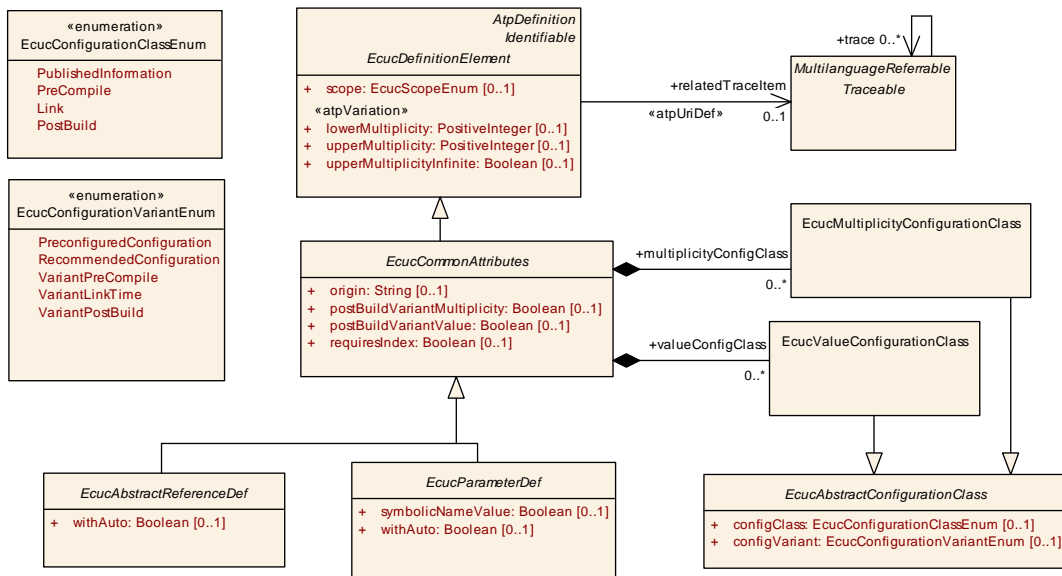 «enumeration»
EcucConfigurationClassEnum
PublishedInformation
PreCompile
Link
PostBuild
«enumeration»
EcucConfigurationVariantEnum
PreconfiguredConfiguration
RecommendedConfiguration
VariantPreCompile
VariantLinkTime
VariantPostBuild
AtpDefinition
Identifiable
EcucDefinitionElement
+ scope: EcucScopeEnum [0..1]
«atpVariation»
+ lowerMultiplicity: PositiveInteger [0..1]
+ upperMultiplicity: PositiveInteger [0..1]
+ upperMultiplicityInfinite: Boolean [0..1]
+relatedTraceItem
«atpUriDef»
0..1
+trace 0..*
MultilanguageReferrable
Traceable
EcucCommonAttributes
+ origin: String [0..1]
+ postBuildVariantMultiplicity: Boolean [0..1]
+ postBuildVariantValue: Boolean [0..1]
+ requiresIndex: Boolean [0..1]
+multiplicityConfigClass
0..*
EcucMultiplicityConfigurationClass
+valueConfigClass
0..*
EcucValueConfigurationClass
EcucAbstractReferenceDef
+ withAuto: Boolean [0..1]
EcucParameterDef
+ symbolicNameValue: Boolean [0..1]
+ withAuto: Boolean [0..1]
EcucAbstractConfigurationClass
+ configClass: EcucConfigurationClassEnum [0..1]
+ configVariant: EcucConfigurationVariantEnum [0..1]